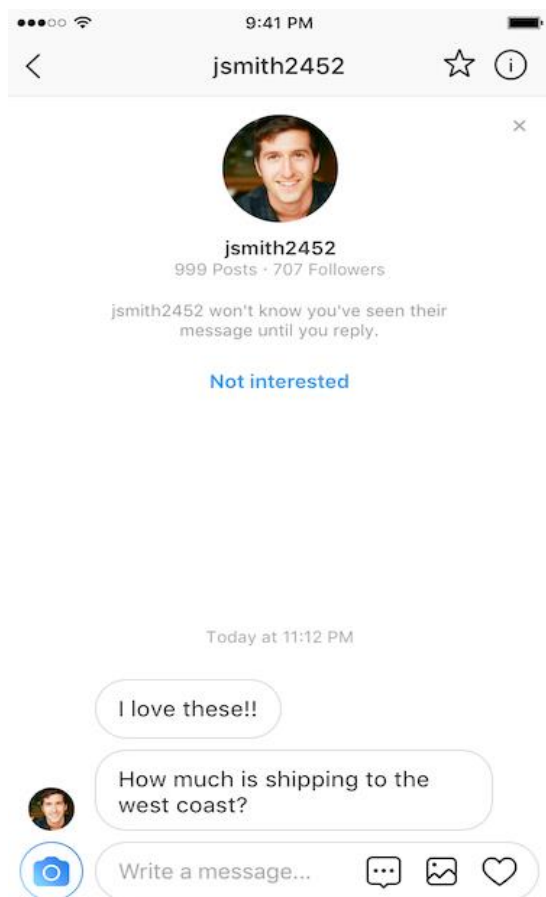 9:41 PM
jsmith2452
jsmith2452
999 Posts · 707 Followers
jsmith2452 won't know you've seen their
message until you reply.
Not interested
Today at 11:12 PM
I love these!!
How much is shipping to the
west coast?
Write a message...